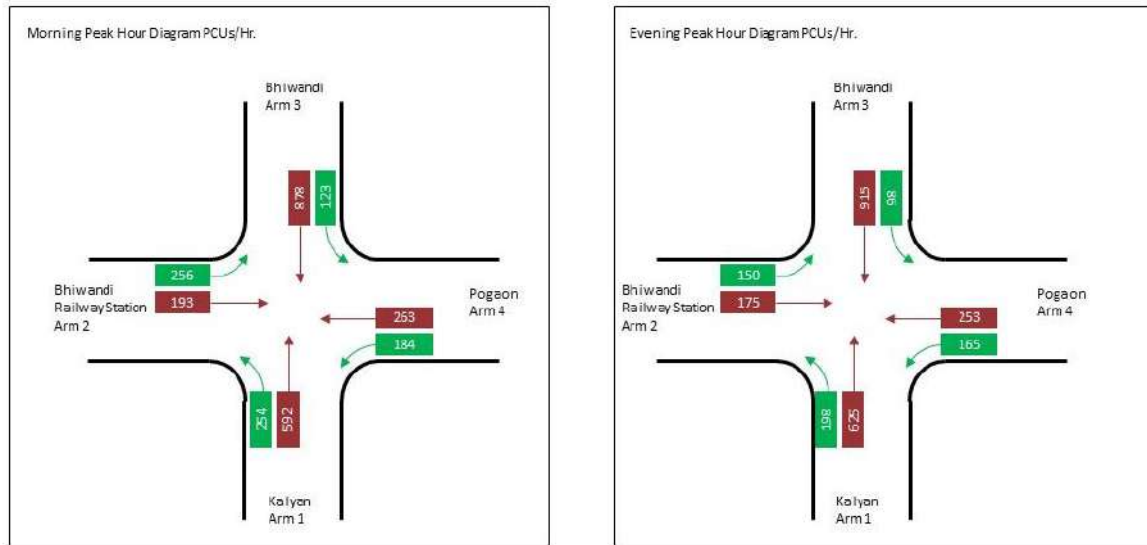 Morning Peak Hour Diagram PCUs/Hr.
Bhiwandi
Arm 3
878
123
256
193
Bhiwandi
Railway Station
Arm 2
Pogaon
Arm 4
263
184
254
592
Kalyan
Arm 1
Evening Peak Hour Diagram PCUs/Hr.
Bhiwandi
Arm 3
915
98
150
175
Bhiwandi
Railway Station
Arm 2
Pogaon
Arm 4
253
165
198
625
Kalyan
Arm 1